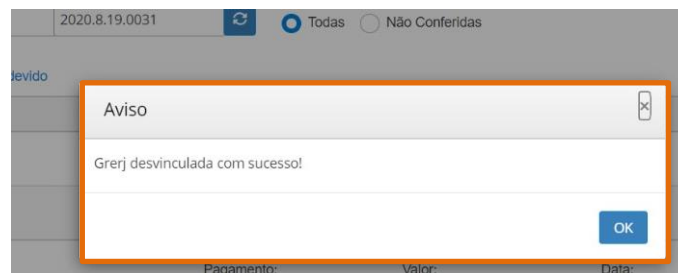 2020.8.19.0031 Todas Não Conferidas
devido
Aviso ×
Grerj desvinculada com sucesso!
OK
Pagamento: Valor: Data: